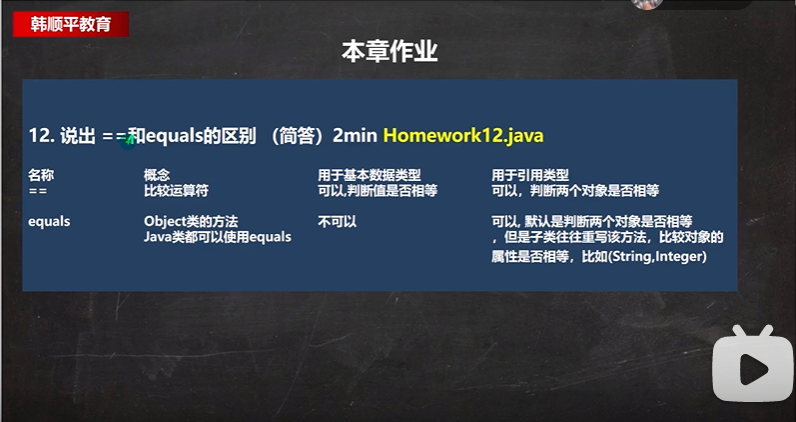 韩顺平教育
本章作业
12. 说出 ==和equals的区别 （简答）2min Homework12.java
名称 概念 用于基本数据类型 用于引用类型
== 比较运算符 可以,判断值是否相等 可以，判断两个对象是否相等
equals Object类的方法 不可以 可以, 默认是判断两个对象是否相等
Java类都可以使用equals ，但是子类往往重写该方法，比较对象的
属性是否相等，比如(String,Integer)